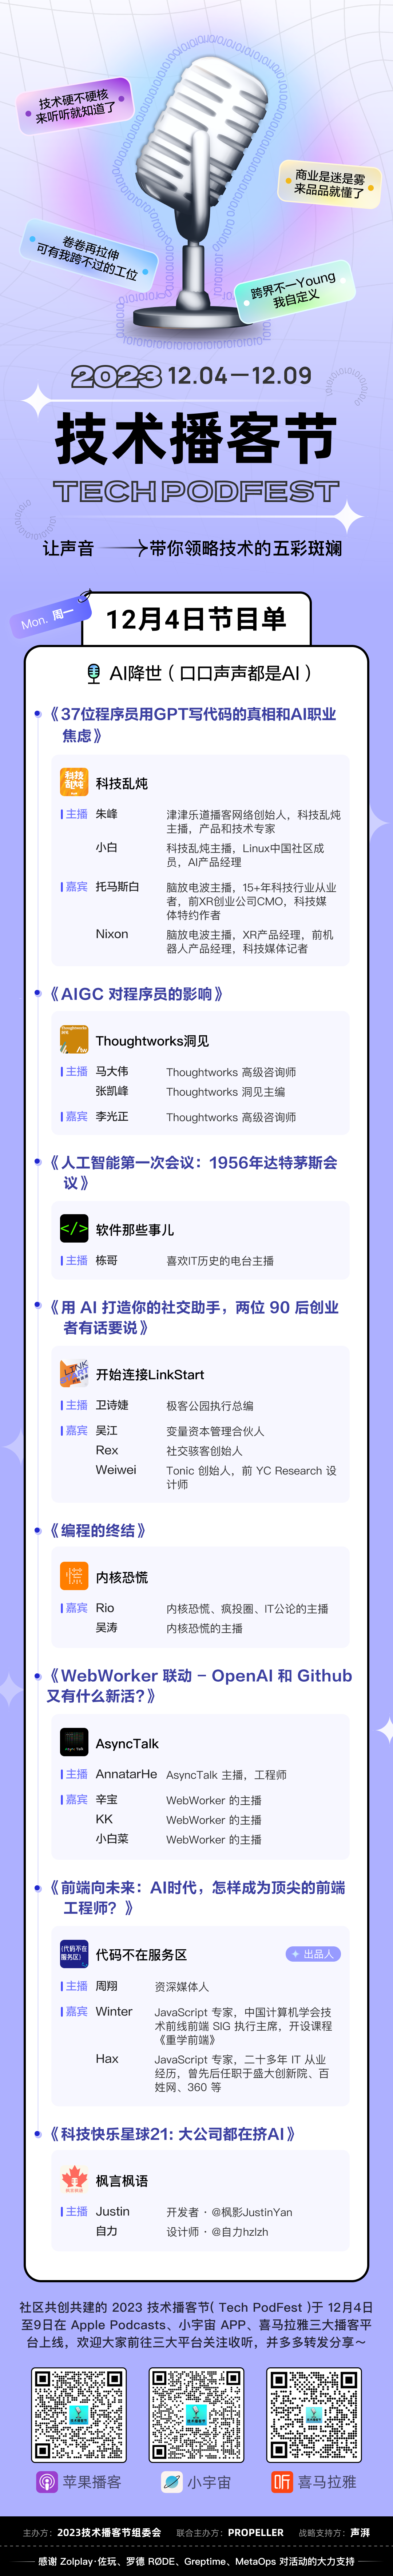 技术硬不硬核
来听听就知道了
商业是迷是雾
来品品就懂了
卷卷再拉伸
可有我跨不过的工位
跨界不一Young
我自定义
2023 12.04—12.09
技术播客节
TECH PODFEST
让声音 带你领略技术的五彩斑斓
Mon. 周一
12月4日节目单
AI降世（口口声声都是AI）
《37位程序员用GPT写代码的真相和AI职业
焦虑》
科技乱炖
科技乱炖
主播 朱峰 津津乐道播客网络创始人，科技乱炖
主播，产品和技术专家
小白 科技乱炖主播，Linux中国社区成
员，AI产品经理
嘉宾 托马斯白 脑放电波主播，15+年科技行业从业
者，前XR创业公司CMO，科技媒
体特约作者
Nixon 脑放电波主播，XR产品经理，前机
器人产品经理，科技媒体记者
《AIGC 对程序员的影响》
Thoughtworks洞见
主播 马大伟 Thoughtworks 高级咨询师
张凯峰 Thoughtworks 洞见主编
嘉宾 李光正 Thoughtworks 高级咨询师
《人工智能第一次会议：1956年达特茅斯会
议》
</>
软件那些事儿
主播 栋哥 喜欢IT历史的电台主播
《用 AI 打造你的社交助手，两位 90 后创业
者有话要说》
LINK
START
开始连接LinkStart
主播 卫诗婕 极客公园执行总编
嘉宾 吴江 变量资本管理合伙人
Rex 社交骇客创始人
Weiwei Tonic 创始人，前 YC Research 设
计师
《编程的终结》
慌
内核恐慌
嘉宾 Rio 内核恐慌、疯投圈、IT公论的主播
吴涛 内核恐慌的主播
《WebWorker 联动 - OpenAI 和 Github
又有什么新活？》
Async Talk
AsyncTalk
主播 AnnatarHe AsyncTalk 主播，工程师
嘉宾 辛宝 WebWorker 的主播
KK WebWorker 的主播
小白菜 WebWorker 的主播
《前端向未来：AI时代，怎样成为顶尖的前端
工程师？》
(代码不在
服务区)
代码不在服务区
出品人
主播 周翔 资深媒体人
嘉宾 Winter JavaScript 专家，中国计算机学会技
术前线前端 SIG 执行主席，开设课程
《重学前端》
Hax JavaScript 专家，二十多年 IT 从业
经历，曾先后任职于盛大创新院、百
姓网、360 等
《科技快乐星球21: 大公司都在挤AI》
枫言枫语
枫言枫语
主播 Justin 开发者 · @枫影JustinYan
自力 设计师 · @自力hzlzh
社区共创共建的 2023 技术播客节( Tech PodFest )于 12月4日
至9日在 Apple Podcasts、小宇宙 APP、喜马拉雅三大播客平
台上线，欢迎大家前往三大平台关注收听，并多多转发分享～
技术播客节 技术播客节 技术播客节
苹果播客 小宇宙 听 喜马拉雅
主办方：2023技术播客节组委会 联合主办方：PROPELLER 战略支持方：声湃
感谢 Zolplay·佐玩、罗德 RØDE、Greptime、MetaOps 对活动的大力支持